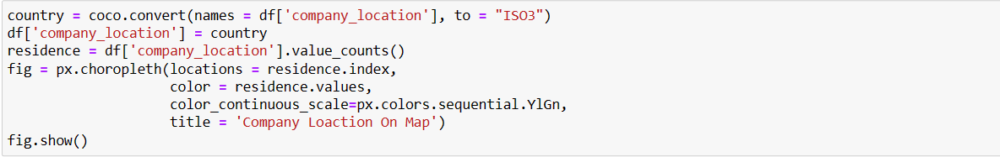 country = coco.convert(names = df['company_location'], to = "ISO3")
df['company_location'] = country
residence = df['company_location'].value_counts()
fig = px.choropleth(locations = residence.index,
                    color = residence.values,
                    color_continuous_scale=px.colors.sequential.YlGn,
                    title = 'Company Loaction On Map')
fig.show()